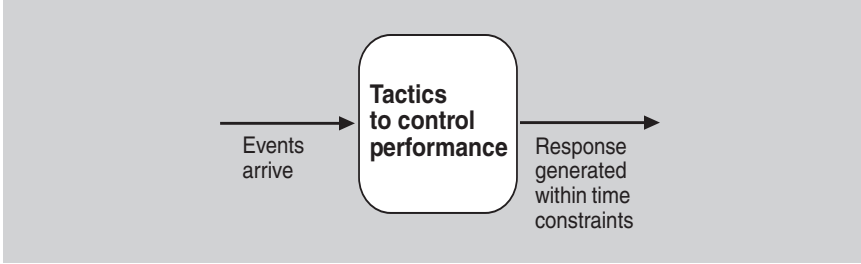 Events
arrive
Tactics
to control
performance
Response
generated
within time
constraints